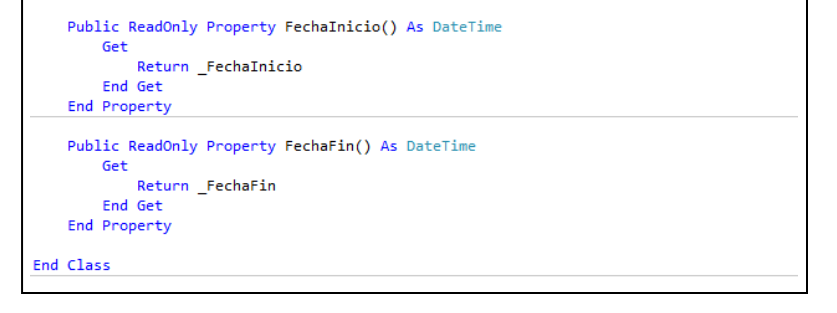 Public ReadOnly Property FechaInicio() As DateTime
Get
Return _FechaInicio
End Get
End Property
Public ReadOnly Property FechaFin() As DateTime
Get
Return _FechaFin
End Get
End Property
End Class